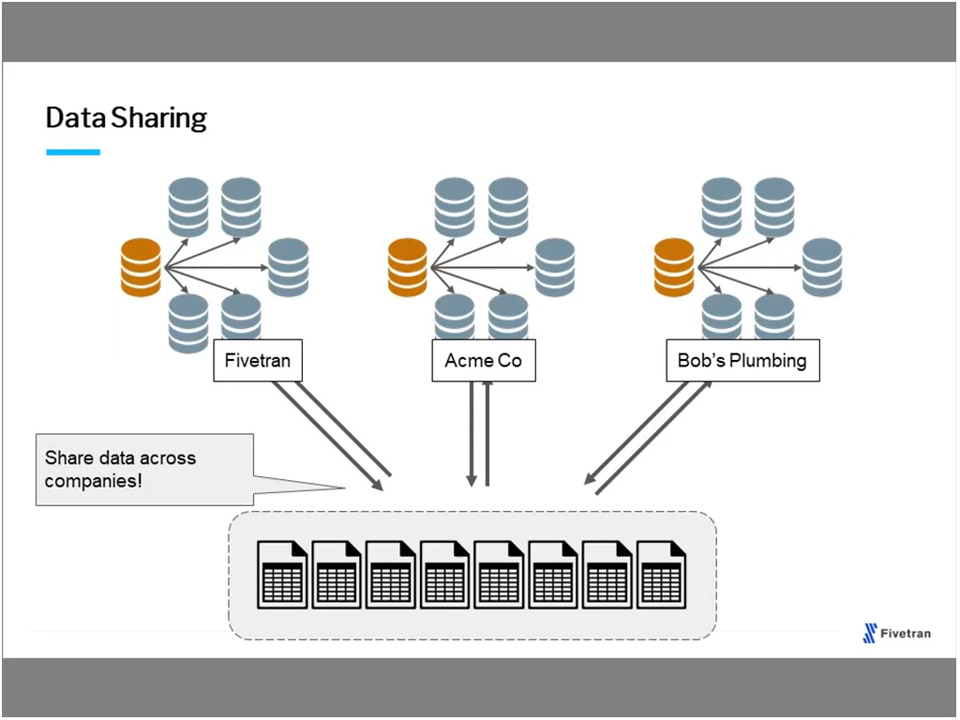 Data Sharing
Fivetran
Acme Co
Bob's Plumbing
Share data across
companies!
Fivetran